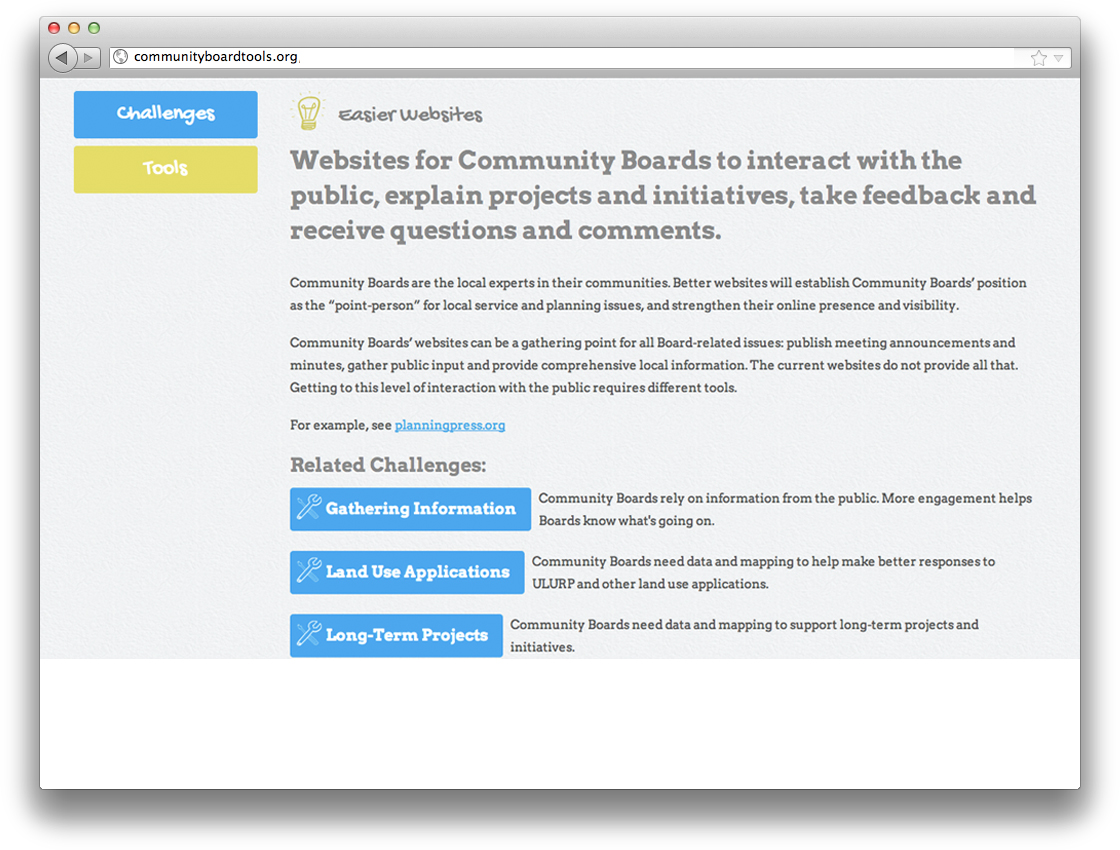 communityboardtools.org
Challenges
Tools
Easier Websites
Websites for Community Boards to interact with the
public, explain projects and initiatives, take feedback and
receive questions and comments.
Community Boards are the local experts in their communities. Better websites will establish Community Boards’ position
as the “point-person” for local service and planning issues, and strengthen their online presence and visibility.
Community Boards’ websites can be a gathering point for all Board-related issues: publish meeting announcements and
minutes, gather public input and provide comprehensive local information. The current websites do not provide all that.
Getting to this level of interaction with the public requires different tools.
For example, see planningpress.org
Related Challenges:
Gathering Information
Community Boards rely on information from the public. More engagement helps
Boards know what's going on.
Land Use Applications
Community Boards need data and mapping to help make better responses to
ULURP and other land use applications.
Long-Term Projects
Community Boards need data and mapping to support long-term projects and
initiatives.